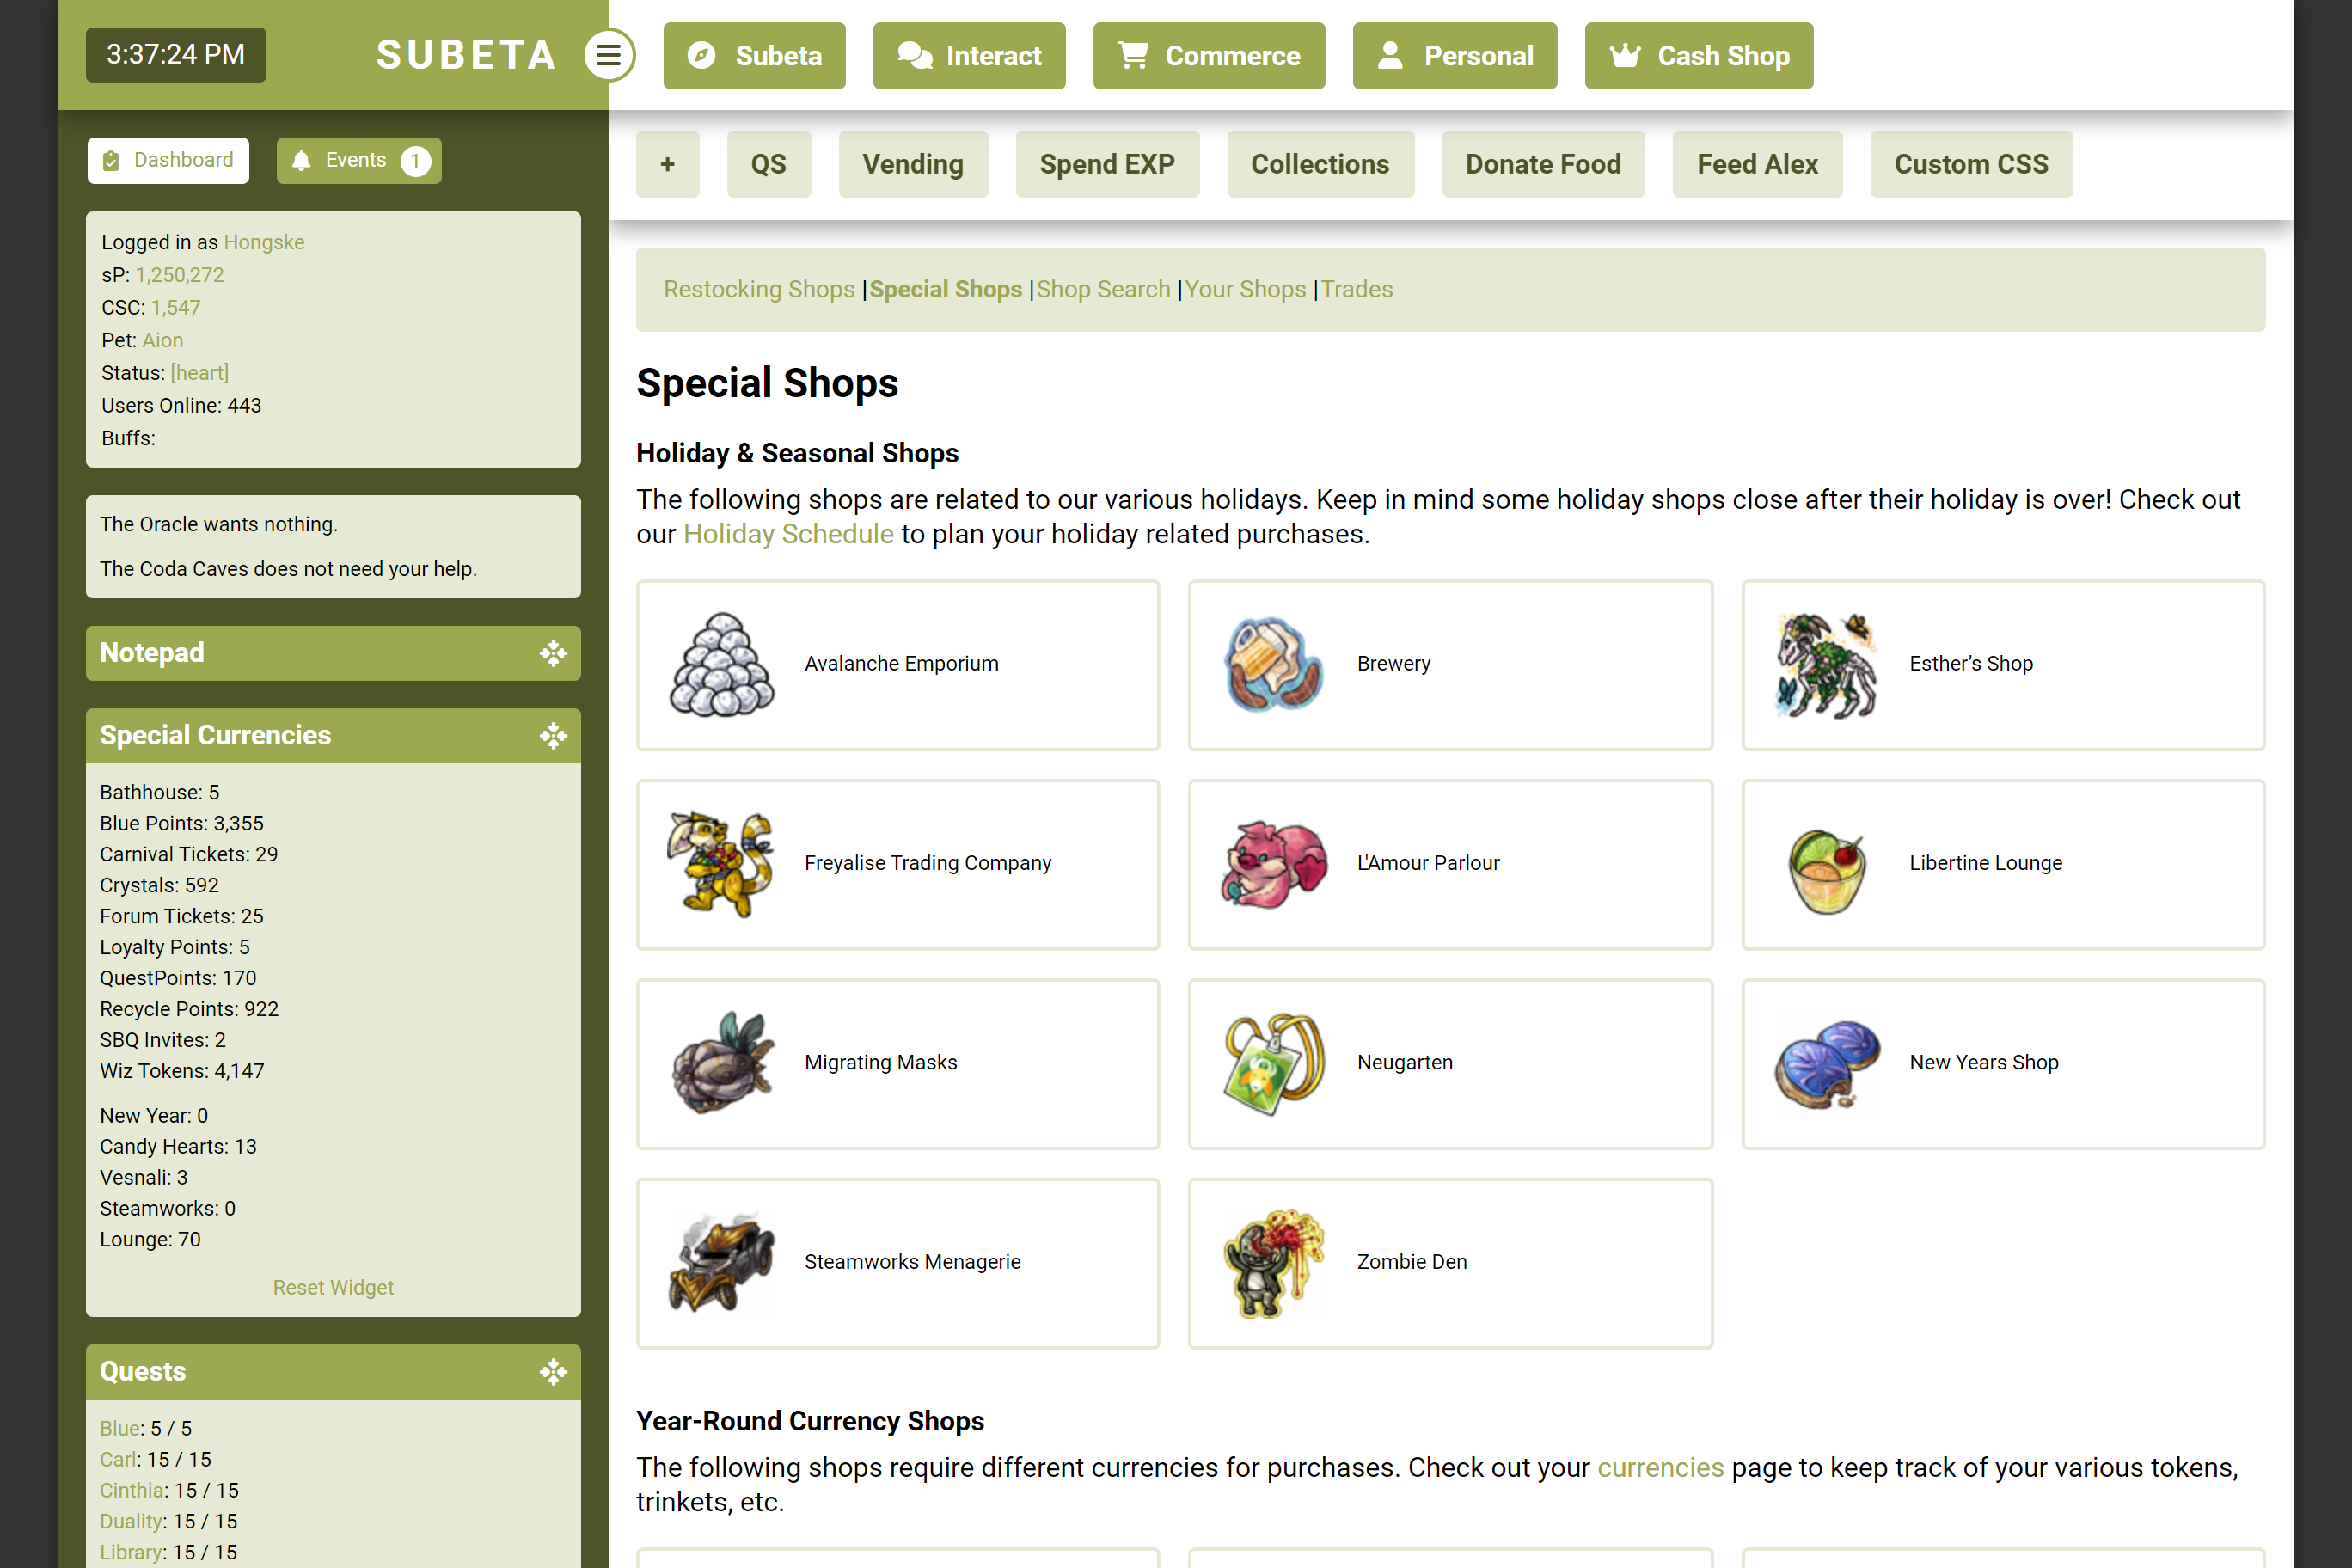 3:37:24 PM
SUBETA
Subeta
Interact
Commerce
Personal
Cash Shop
Dashboard
Events 1
+
QS
Vending
Spend EXP
Collections
Donate Food
Feed Alex
Custom CSS
Logged in as Hongske
sP: 1,250,272
CSC: 1,547
Pet: Aion
Status: [heart]
Users Online: 443
Buffs:
The Oracle wants nothing.
The Coda Caves does not need your help.
Notepad
Special Currencies
Bathhouse: 5
Blue Points: 3,355
Carnival Tickets: 29
Crystals: 592
Forum Tickets: 25
Loyalty Points: 5
QuestPoints: 170
Recycle Points: 922
SBQ Invites: 2
Wiz Tokens: 4,147
New Year: 0
Candy Hearts: 13
Vesnali: 3
Steamworks: 0
Lounge: 70
Reset Widget
Quests
Blue: 5 / 5
Carl: 15 / 15
Cinthia: 15 / 15
Duality: 15 / 15
Library: 15 / 15
Restocking Shops |Special Shops |Shop Search |Your Shops |Trades
Special Shops
Holiday & Seasonal Shops
The following shops are related to our various holidays. Keep in mind some holiday shops close after their holiday is over! Check out
our Holiday Schedule to plan your holiday related purchases.
Avalanche Emporium
Brewery
Esther’s Shop
Freyalise Trading Company
L'Amour Parlour
Libertine Lounge
Migrating Masks
Neugarten
New Years Shop
Steamworks Menagerie
Zombie Den
Year-Round Currency Shops
The following shops require different currencies for purchases. Check out your currencies page to keep track of your various tokens,
trinkets, etc.